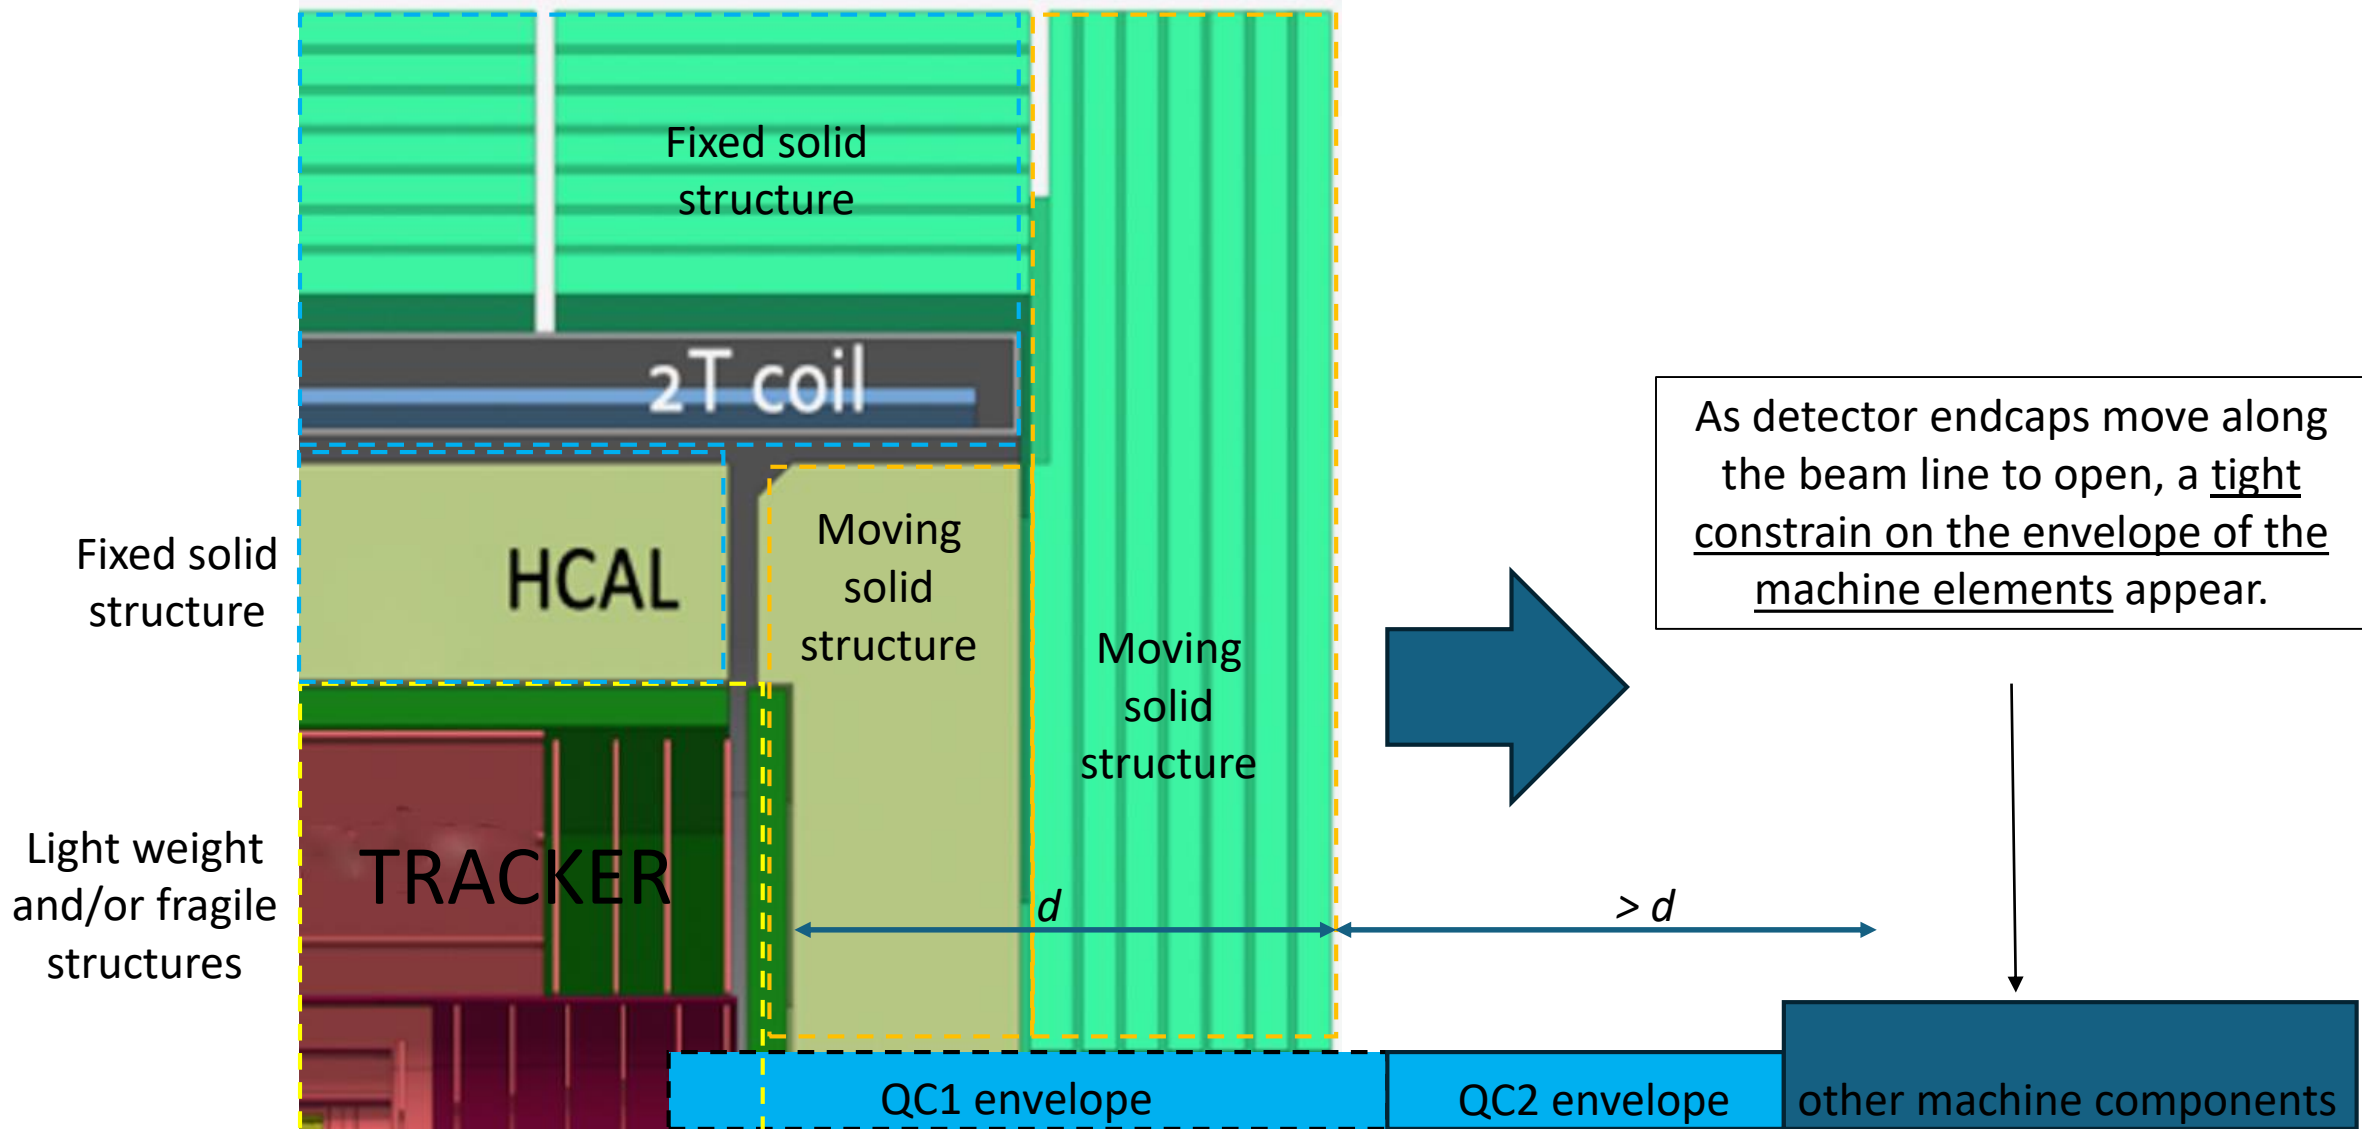 Fixed solid
structure
2T coil
As detector endcaps move along
the beam line to open, a tight
constrain on the envelope of the
machine elements appear.
Fixed solid
structure
HCAL
Moving
solid
structure
Moving
solid
structure
Light weight
and/or fragile
structures
TRACKER
d
> d
QC1 envelope
QC2 envelope
other machine components